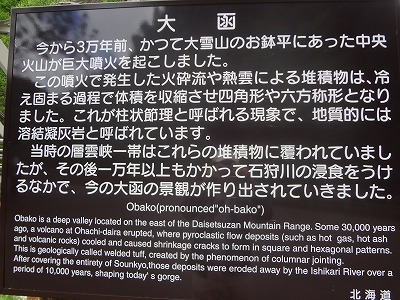 大函
今から3万年前、かつて大雪山のお鉢平にあった中央
火山が巨大噴火を起こしました。
この噴火で発生した火砕流や熱雲による堆積物は、冷
え固まる過程で体積を収縮させ四角形や六方称形となり
ました。これが柱状節理と呼ばれる現象で、地質的には
溶結凝灰岩と呼ばれています。
当時の層雲峡一帯はこれらの堆積物に覆われていまし
たが、その後一万年以上もかかって石狩川の浸食をうけ
るなかで、今の大函の景観が作り出されていきました。
Obako(pronounced"oh-bako")
Obako is a deep valley located on the east of the Daisetsuzan Mountain Range. Some 30,000 years
ago, a volcano at Ohachi-daira erupted, where pyroclastic flow deposits (such as hot gas, hot ash
and volcanic rocks) cooled and caused shrinkage cracks to form in square and hexagonal patterns.
This is geologically called welded tuff, created by the phenomenon of columnar jointing.
After covering the entirety of Sounkyo,those deposits were eroded away by the Ishikari River over a
period of 10,000 years, shaping today's gorge.
北海道